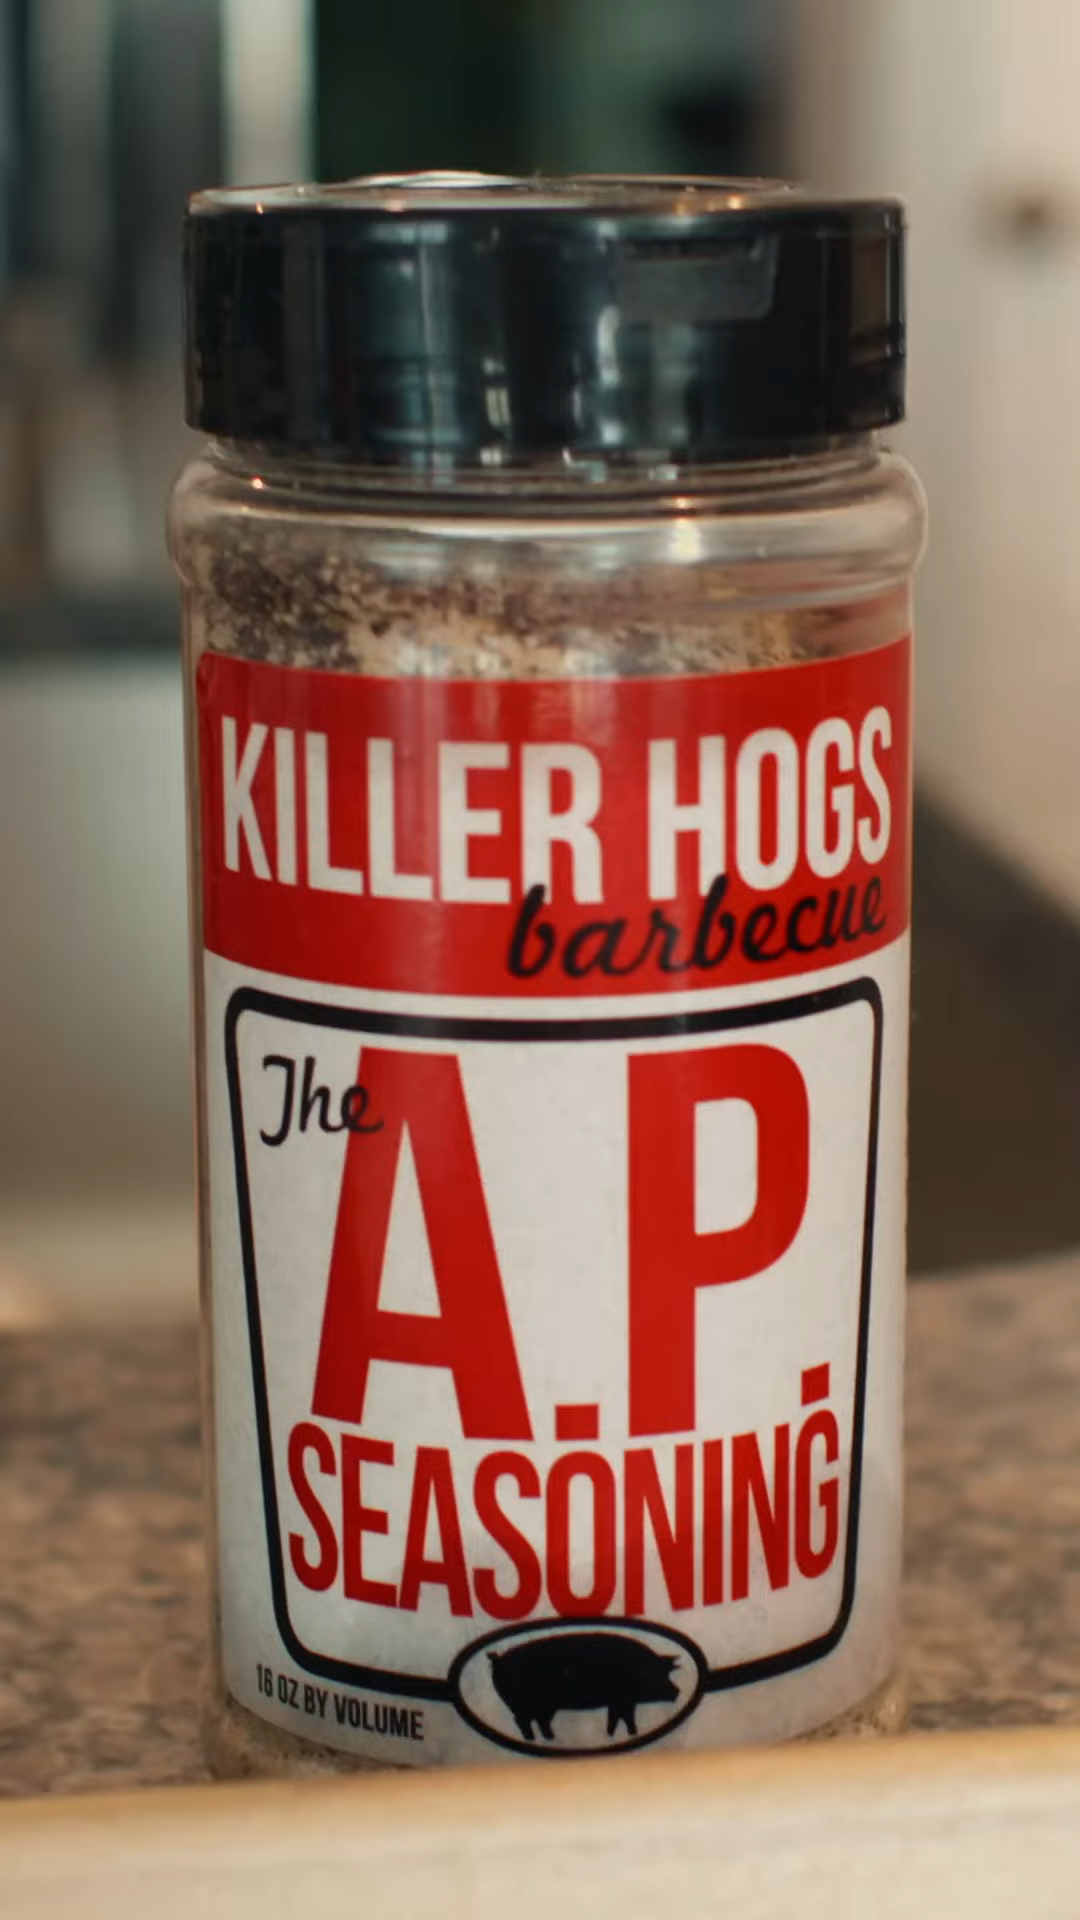 KILLER HOGS
barbecue
The
A.P.
SEASONING
16 OZ BY VOLUME